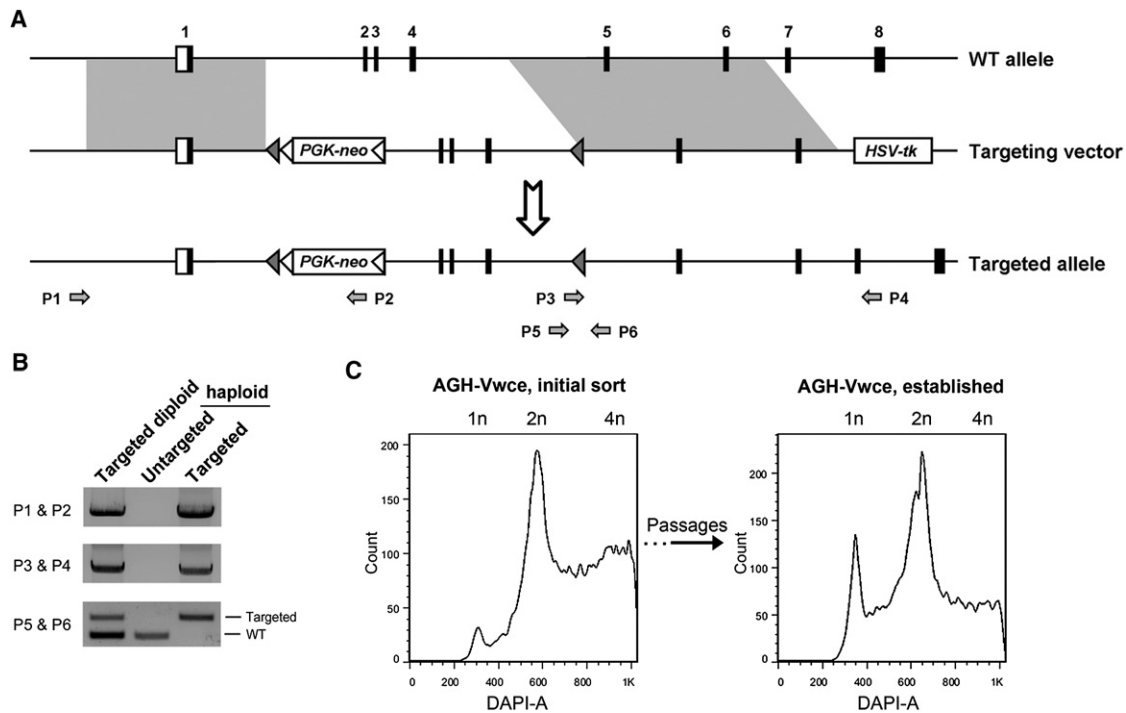 A
1 2 3 4 5 6 7 8
WT allele
PGK-neo HSV-tk Targeting vector
PGK-neo Targeted allele
P1 P2 P3 P4
P5 P6
B
Targeted diploid
Untargeted
Targeted
haploid
P1 & P2
P3 & P4
P5 & P6
Targeted
WT
C
AGH-Vwce, initial sort
1n 2n 4n
200
150
100
50
0
Count
0 200 400 600 800 1K
DAPI-A
Passages
AGH-Vwce, established
1n 2n 4n
200
150
100
50
0
Count
0 200 400 600 800 1K
DAPI-A